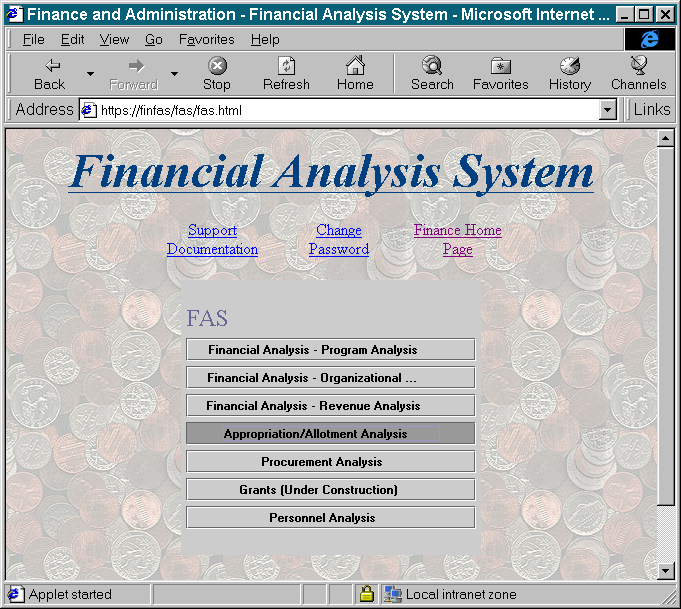 Finance and Administration - Financial Analysis System - Microsoft Internet ...
File Edit View Go Favorites Help
Back Forward Stop Refresh Home Search Favorites History Channels
Address https://finfas/fas/fas.html Links
Financial Analysis System
Support Change Finance Home
Documentation Password Page
FAS
Financial Analysis - Program Analysis
Financial Analysis - Organizational ...
Financial Analysis - Revenue Analysis
Appropriation/Allotment Analysis
Procurement Analysis
Grants (Under Construction)
Personnel Analysis
Applet started Local intranet zone